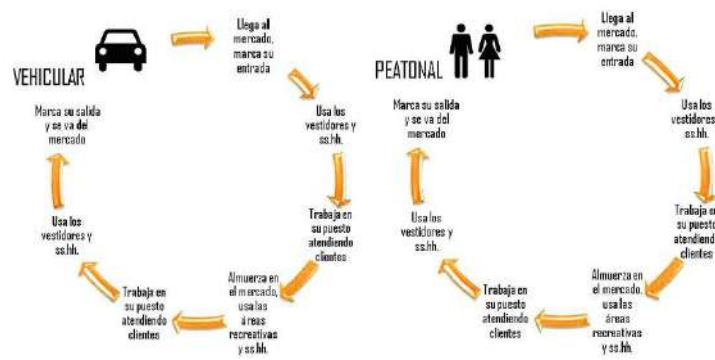 VEHICULAR
Llega al
mercado,
marca su
entrada
Usa los
vestidores y
ss.hh.
Trabaja en
su puesto
atendiendo
clientes
Almuerza en
el mercado,
usa las
áreas
recreativas
y ss.hh.
Trabaja en
su puesto
atendiendo
clientes
Usa los
vestidores y
ss.hh.
Marca su salida
y se va del
mercado
PEATONAL
Llega al
mercado,
marca su
entrada
Usa los
vestidores y
ss.hh.
Trabaja en
su puesto
atendiendo
clientes
Almuerza en
el mercado,
usa las
áreas
recreativas
y ss.hh.
Trabaja en
su puesto
atendiendo
clientes
Usa los
vestidores y
ss.hh.
Marca su salida
y se va del
mercado